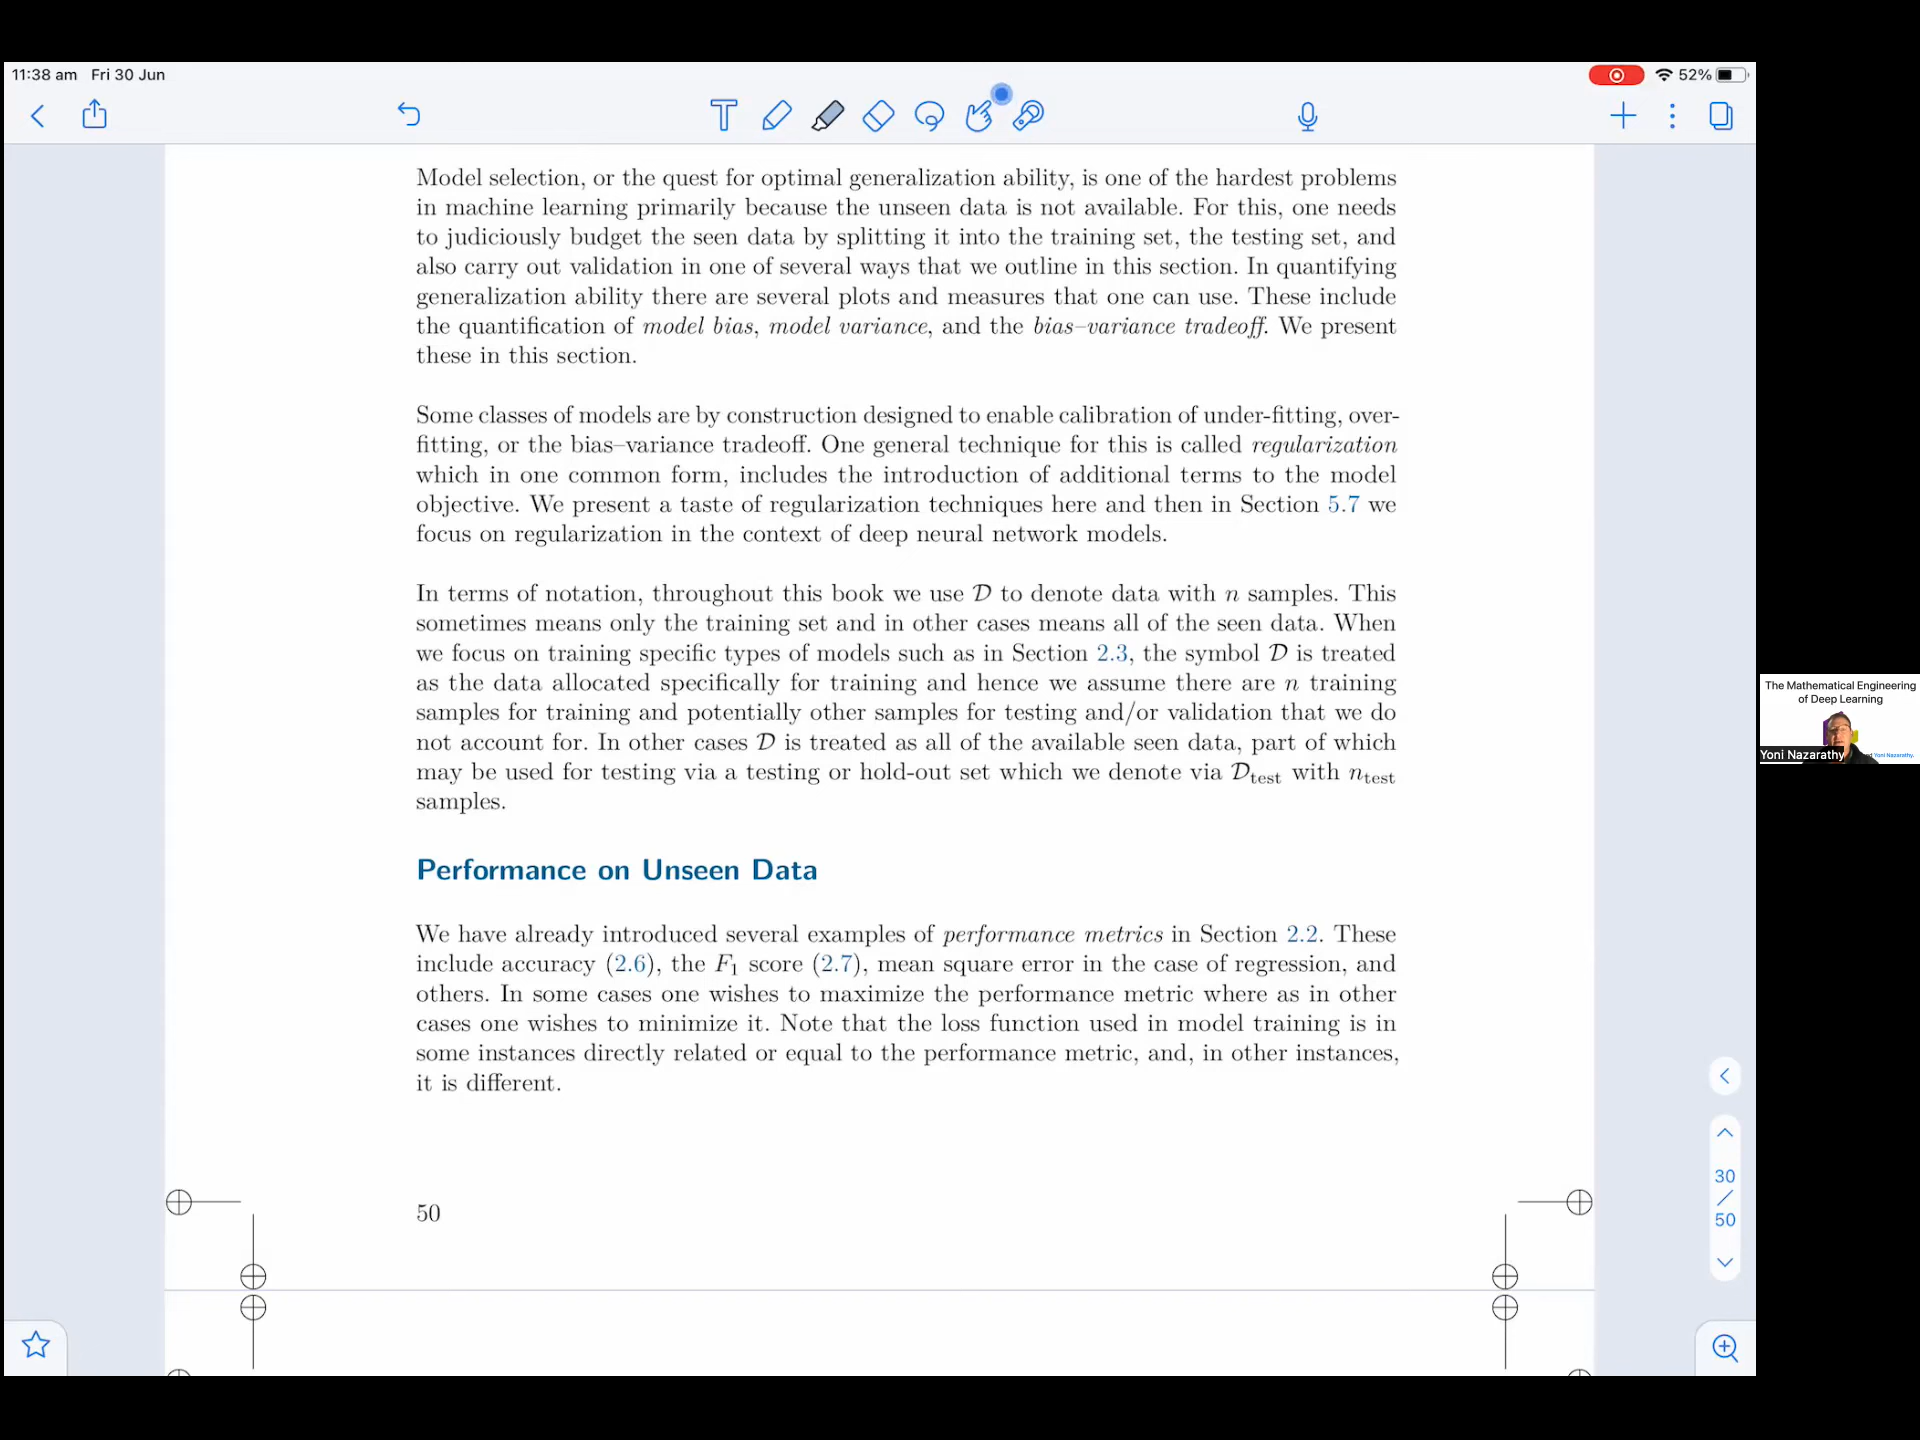 11:38 am Fri 30 Jun
52%
Model selection, or the quest for optimal generalization ability, is one of the hardest problems
in machine learning primarily because the unseen data is not available. For this, one needs
to judiciously budget the seen data by splitting it into the training set, the testing set, and
also carry out validation in one of several ways that we outline in this section. In quantifying
generalization ability there are several plots and measures that one can use. These include
the quantification of model bias, model variance, and the bias–variance tradeoff. We present
these in this section.
Some classes of models are by construction designed to enable calibration of under-fitting, over-
fitting, or the bias–variance tradeoff. One general technique for this is called regularization
which in one common form, includes the introduction of additional terms to the model
objective. We present a taste of regularization techniques here and then in Section 5.7 we
focus on regularization in the context of deep neural network models.
In terms of notation, throughout this book we use 𝒟 to denote data with n samples. This
sometimes means only the training set and in other cases means all of the seen data. When
we focus on training specific types of models such as in Section 2.3, the symbol 𝒟 is treated
as the data allocated specifically for training and hence we assume there are n training
samples for training and potentially other samples for testing and/or validation that we do
not account for. In other cases 𝒟 is treated as all of the available seen data, part of which
may be used for testing via a testing or hold-out set which we denote via 𝒟test with ntest
samples.
Performance on Unseen Data
We have already introduced several examples of performance metrics in Section 2.2. These
include accuracy (2.6), the F1 score (2.7), mean square error in the case of regression, and
others. In some cases one wishes to maximize the performance metric where as in other
cases one wishes to minimize it. Note that the loss function used in model training is in
some instances directly related or equal to the performance metric, and, in other instances,
it is different.
50
30
/
50
The Mathematical Engineering
of Deep Learning
Yoni Nazarathy
Yoni Nazarathy.